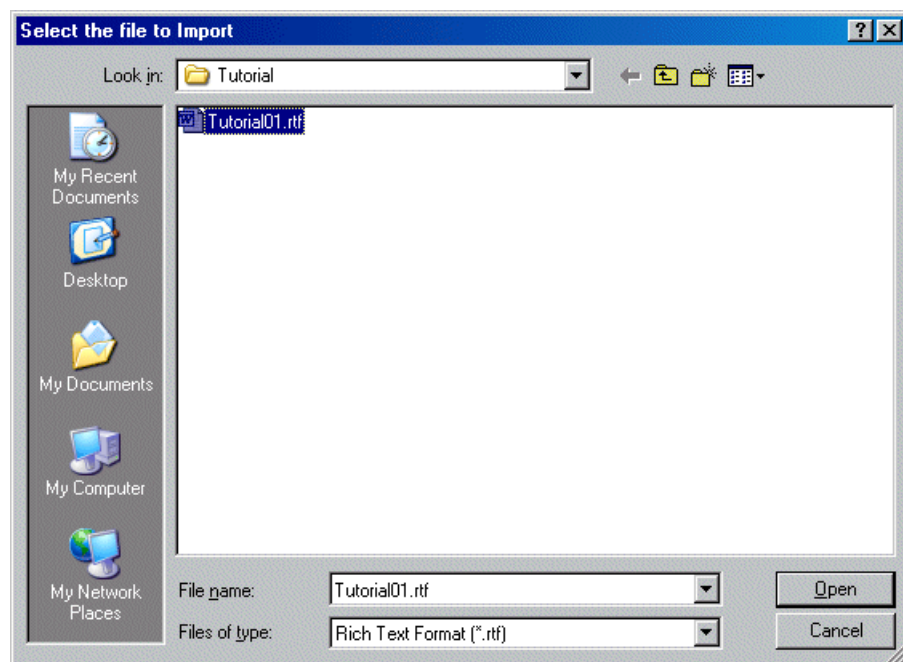 Select the file to Import
Look in:
Tutorial
Tutorial01.rtf
My Recent
Documents
Desktop
My Documents
My Computer
My Network
Places
File name:
Tutorial01.rtf
Open
Files of type:
Rich Text Format (*.rtf)
Cancel